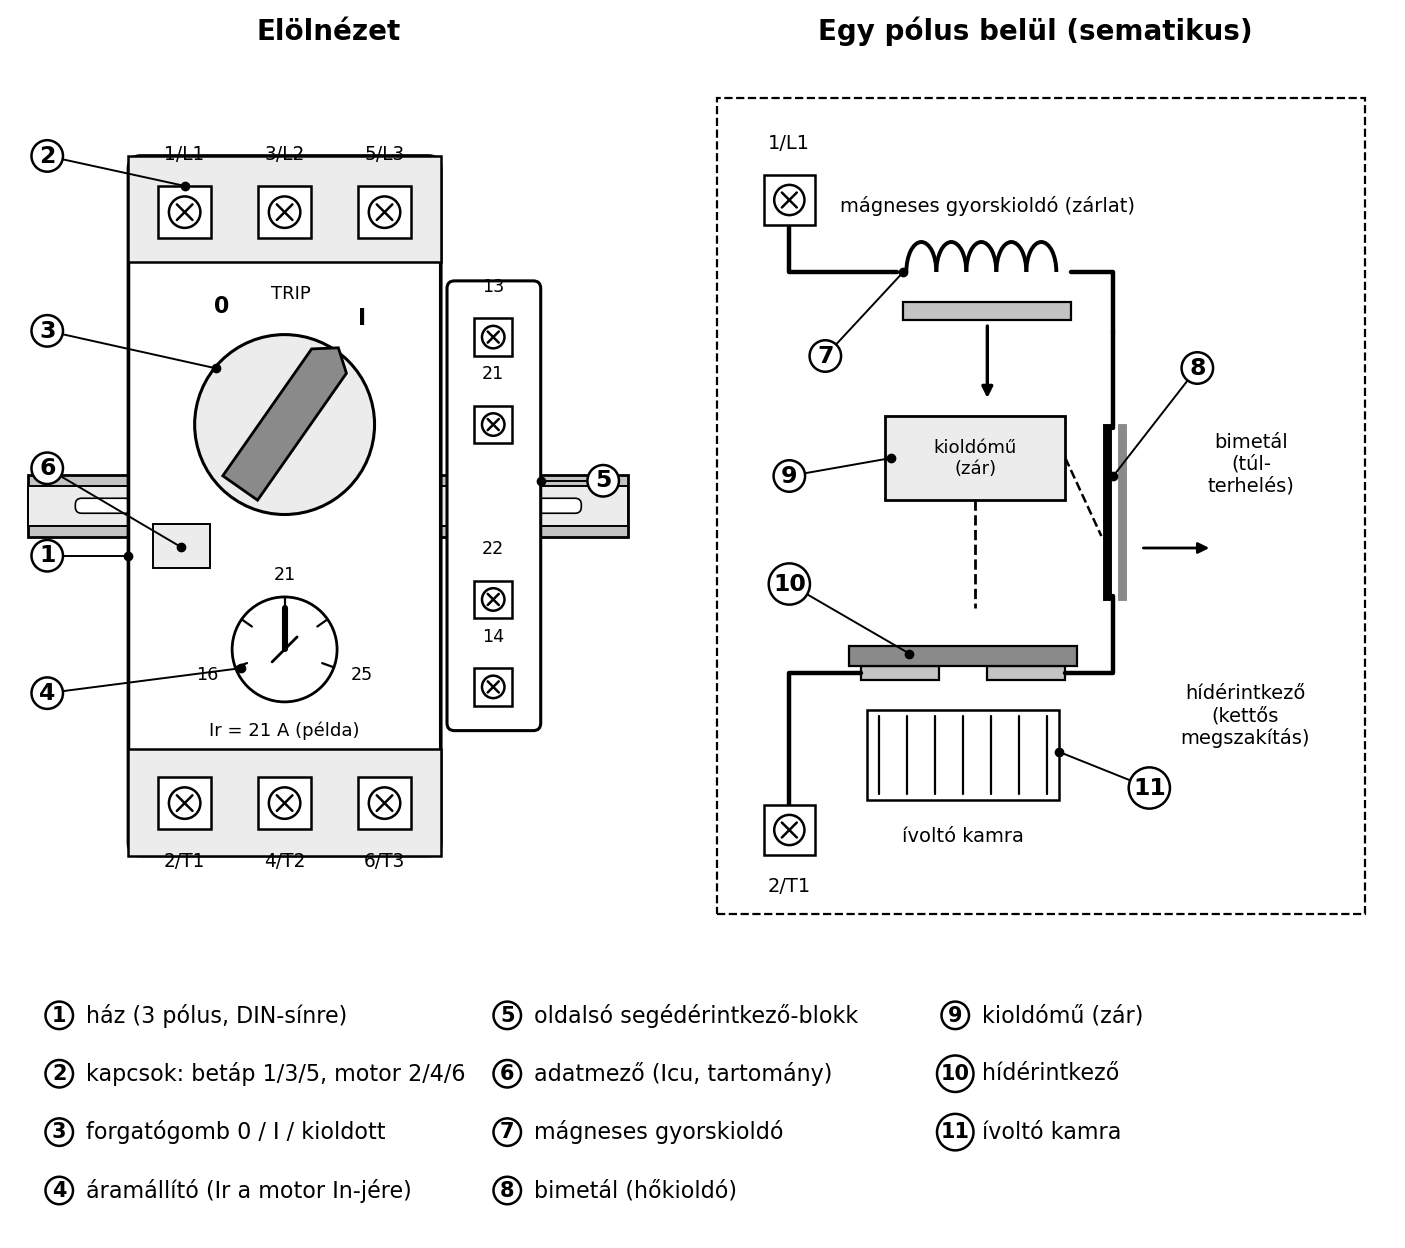 Elölnézet
Egy pólus belül (sematikus)
1/L1 3/L2 5/L3
2
0
TRIP
I
3
6
1
21
16
25
4
Ir = 21 A (példa)
2/T1 4/T2 6/T3
13
21
22
14
5
1/L1
mágneses gyorskioldó (zárlat)
7
8
kioldómű
(zár)
9
bimetál
(túl-
terhelés)
10
hídérintkező
(kettős
megszakítás)
11
ívoltó kamra
2/T1
1 ház (3 pólus, DIN-sínre)
2 kapcsok: betáp 1/3/5, motor 2/4/6
3 forgatógomb 0 / I / kioldott
4 áramállító (Ir a motor In-jére)
5 oldalsó segédérintkező-blokk
6 adatmező (Icu, tartomány)
7 mágneses gyorskioldó
8 bimetál (hőkioldó)
9 kioldómű (zár)
10 hídérintkező
11 ívoltó kamra